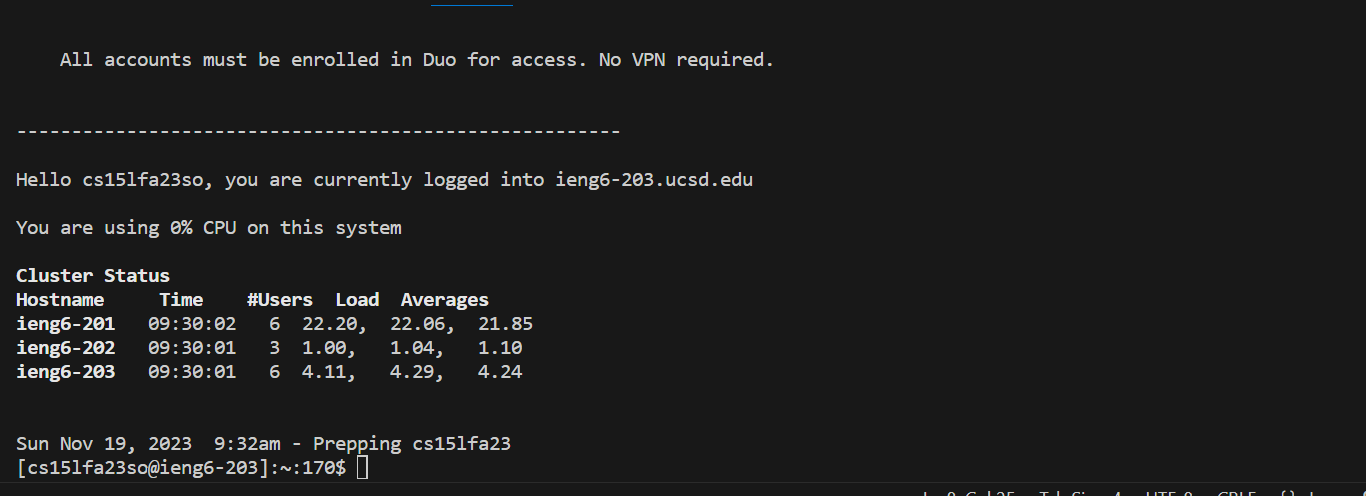 All accounts must be enrolled in Duo for access. No VPN required.
-------------------------------------------------------
Hello cs15lfa23so, you are currently logged into ieng6-203.ucsd.edu
You are using 0% CPU on this system
Cluster Status
Hostname     Time    #Users  Load  Averages
ieng6-201   09:30:02   6  22.20,  22.06,  21.85
ieng6-202   09:30:01   3  1.00,   1.04,   1.10
ieng6-203   09:30:01   6  4.11,   4.29,   4.24
Sun Nov 19, 2023  9:32am - Prepping cs15lfa23
[cs15lfa23so@ieng6-203]:~:170$